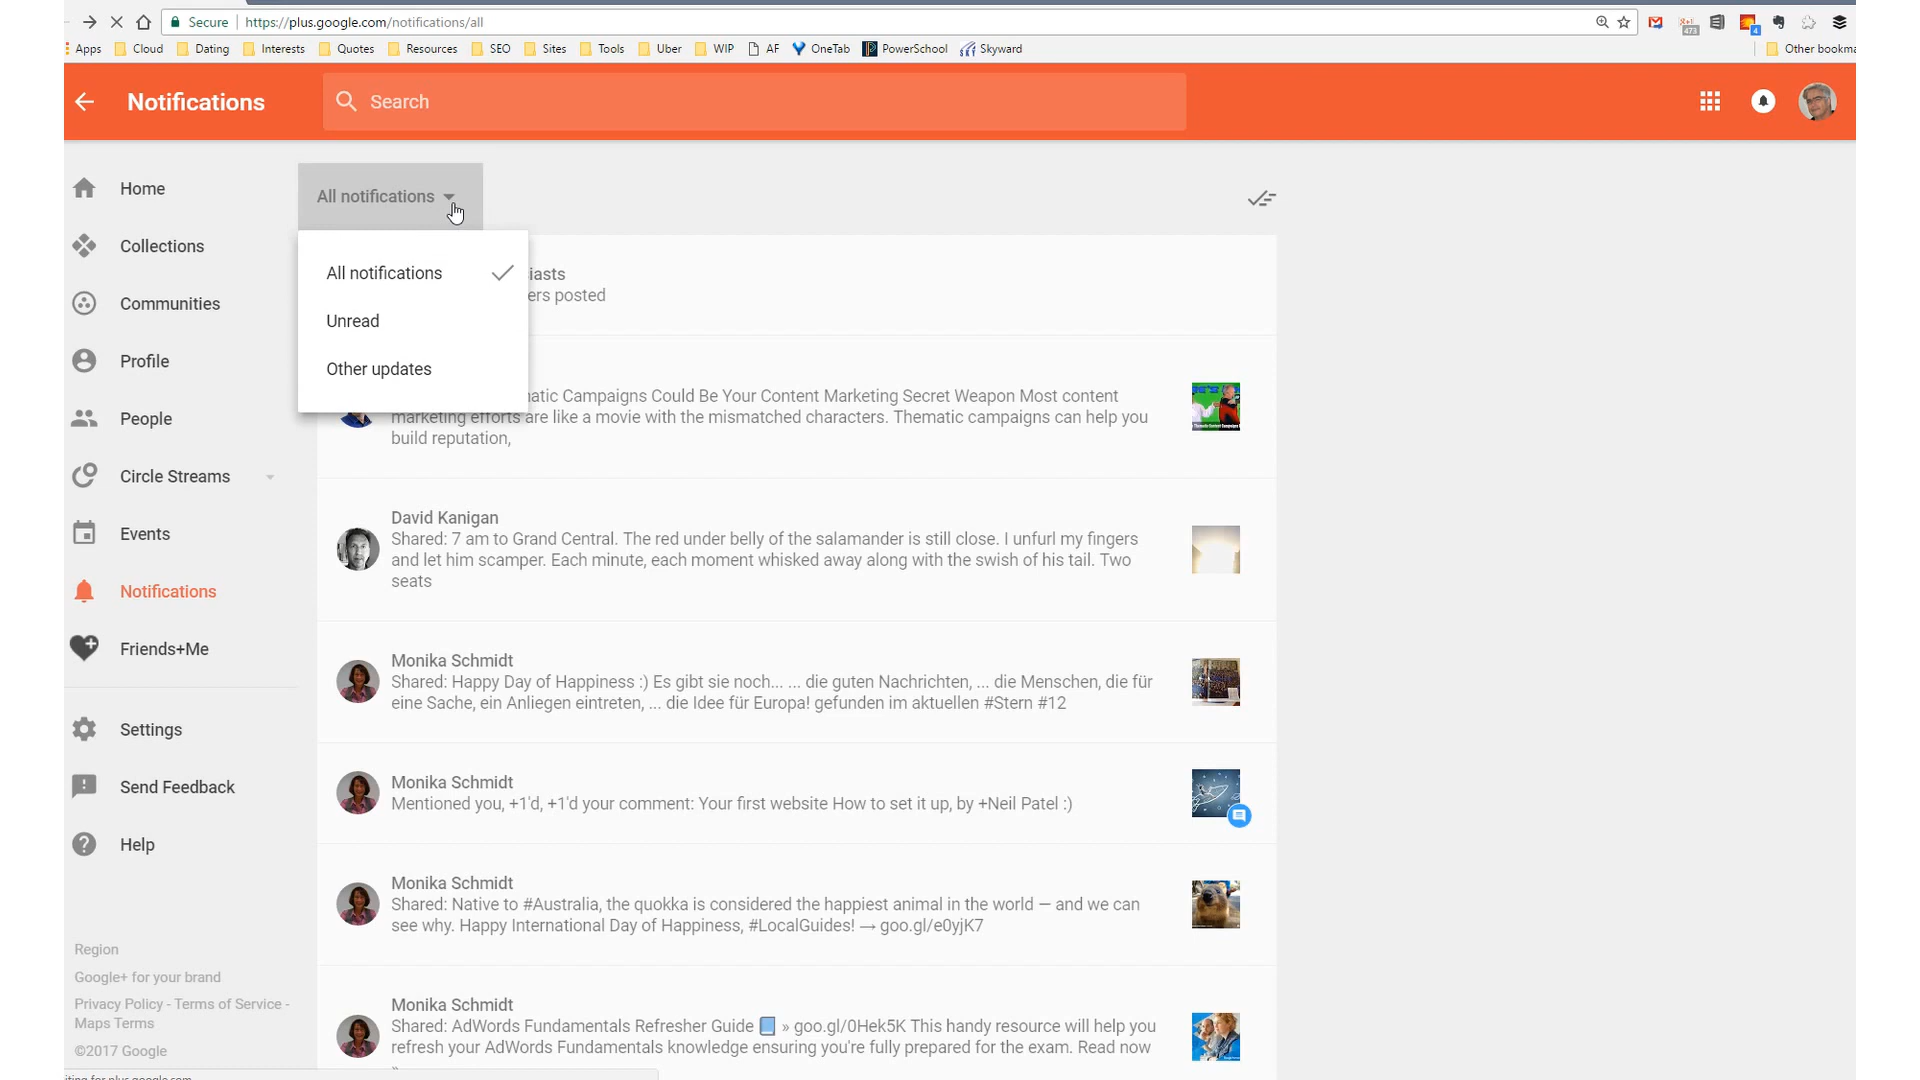 Secure https://plus.google.com/notifications/all
Apps Cloud Dating Interests Quotes Resources SEO Sites Tools Uber WIP AF OneTab PowerSchool Skyward Other bookma
Notifications
Search
Home
Collections
Communities
Profile
People
Circle Streams
Events
Notifications
Friends+Me
Settings
Send Feedback
Help
Region
Google+ for your brand
Privacy Policy - Terms of Service -
Maps Terms
©2017 Google
All notifications
All notifications
Unread
Other updates
iasts
ers posted
atic Campaigns Could Be Your Content Marketing Secret Weapon Most content
marketing efforts are like a movie with the mismatched characters. Thematic campaigns can help you
build reputation,
David Kanigan
Shared: 7 am to Grand Central. The red under belly of the salamander is still close. I unfurl my fingers
and let him scamper. Each minute, each moment whisked away along with the swish of his tail. Two
seats
Monika Schmidt
Shared: Happy Day of Happiness :) Es gibt sie noch... ... die guten Nachrichten, ... die Menschen, die für
eine Sache, ein Anliegen eintreten, ... die Idee für Europa! gefunden im aktuellen #Stern #12
Monika Schmidt
Mentioned you, +1'd, +1'd your comment: Your first website How to set it up, by +Neil Patel :)
Monika Schmidt
Shared: Native to #Australia, the quokka is considered the happiest animal in the world — and we can
see why. Happy International Day of Happiness, #LocalGuides! → goo.gl/e0yjK7
Monika Schmidt
Shared: AdWords Fundamentals Refresher Guide 📘 » goo.gl/0Hek5K This handy resource will help you
refresh your AdWords Fundamentals knowledge ensuring you're fully prepared for the exam. Read now
»